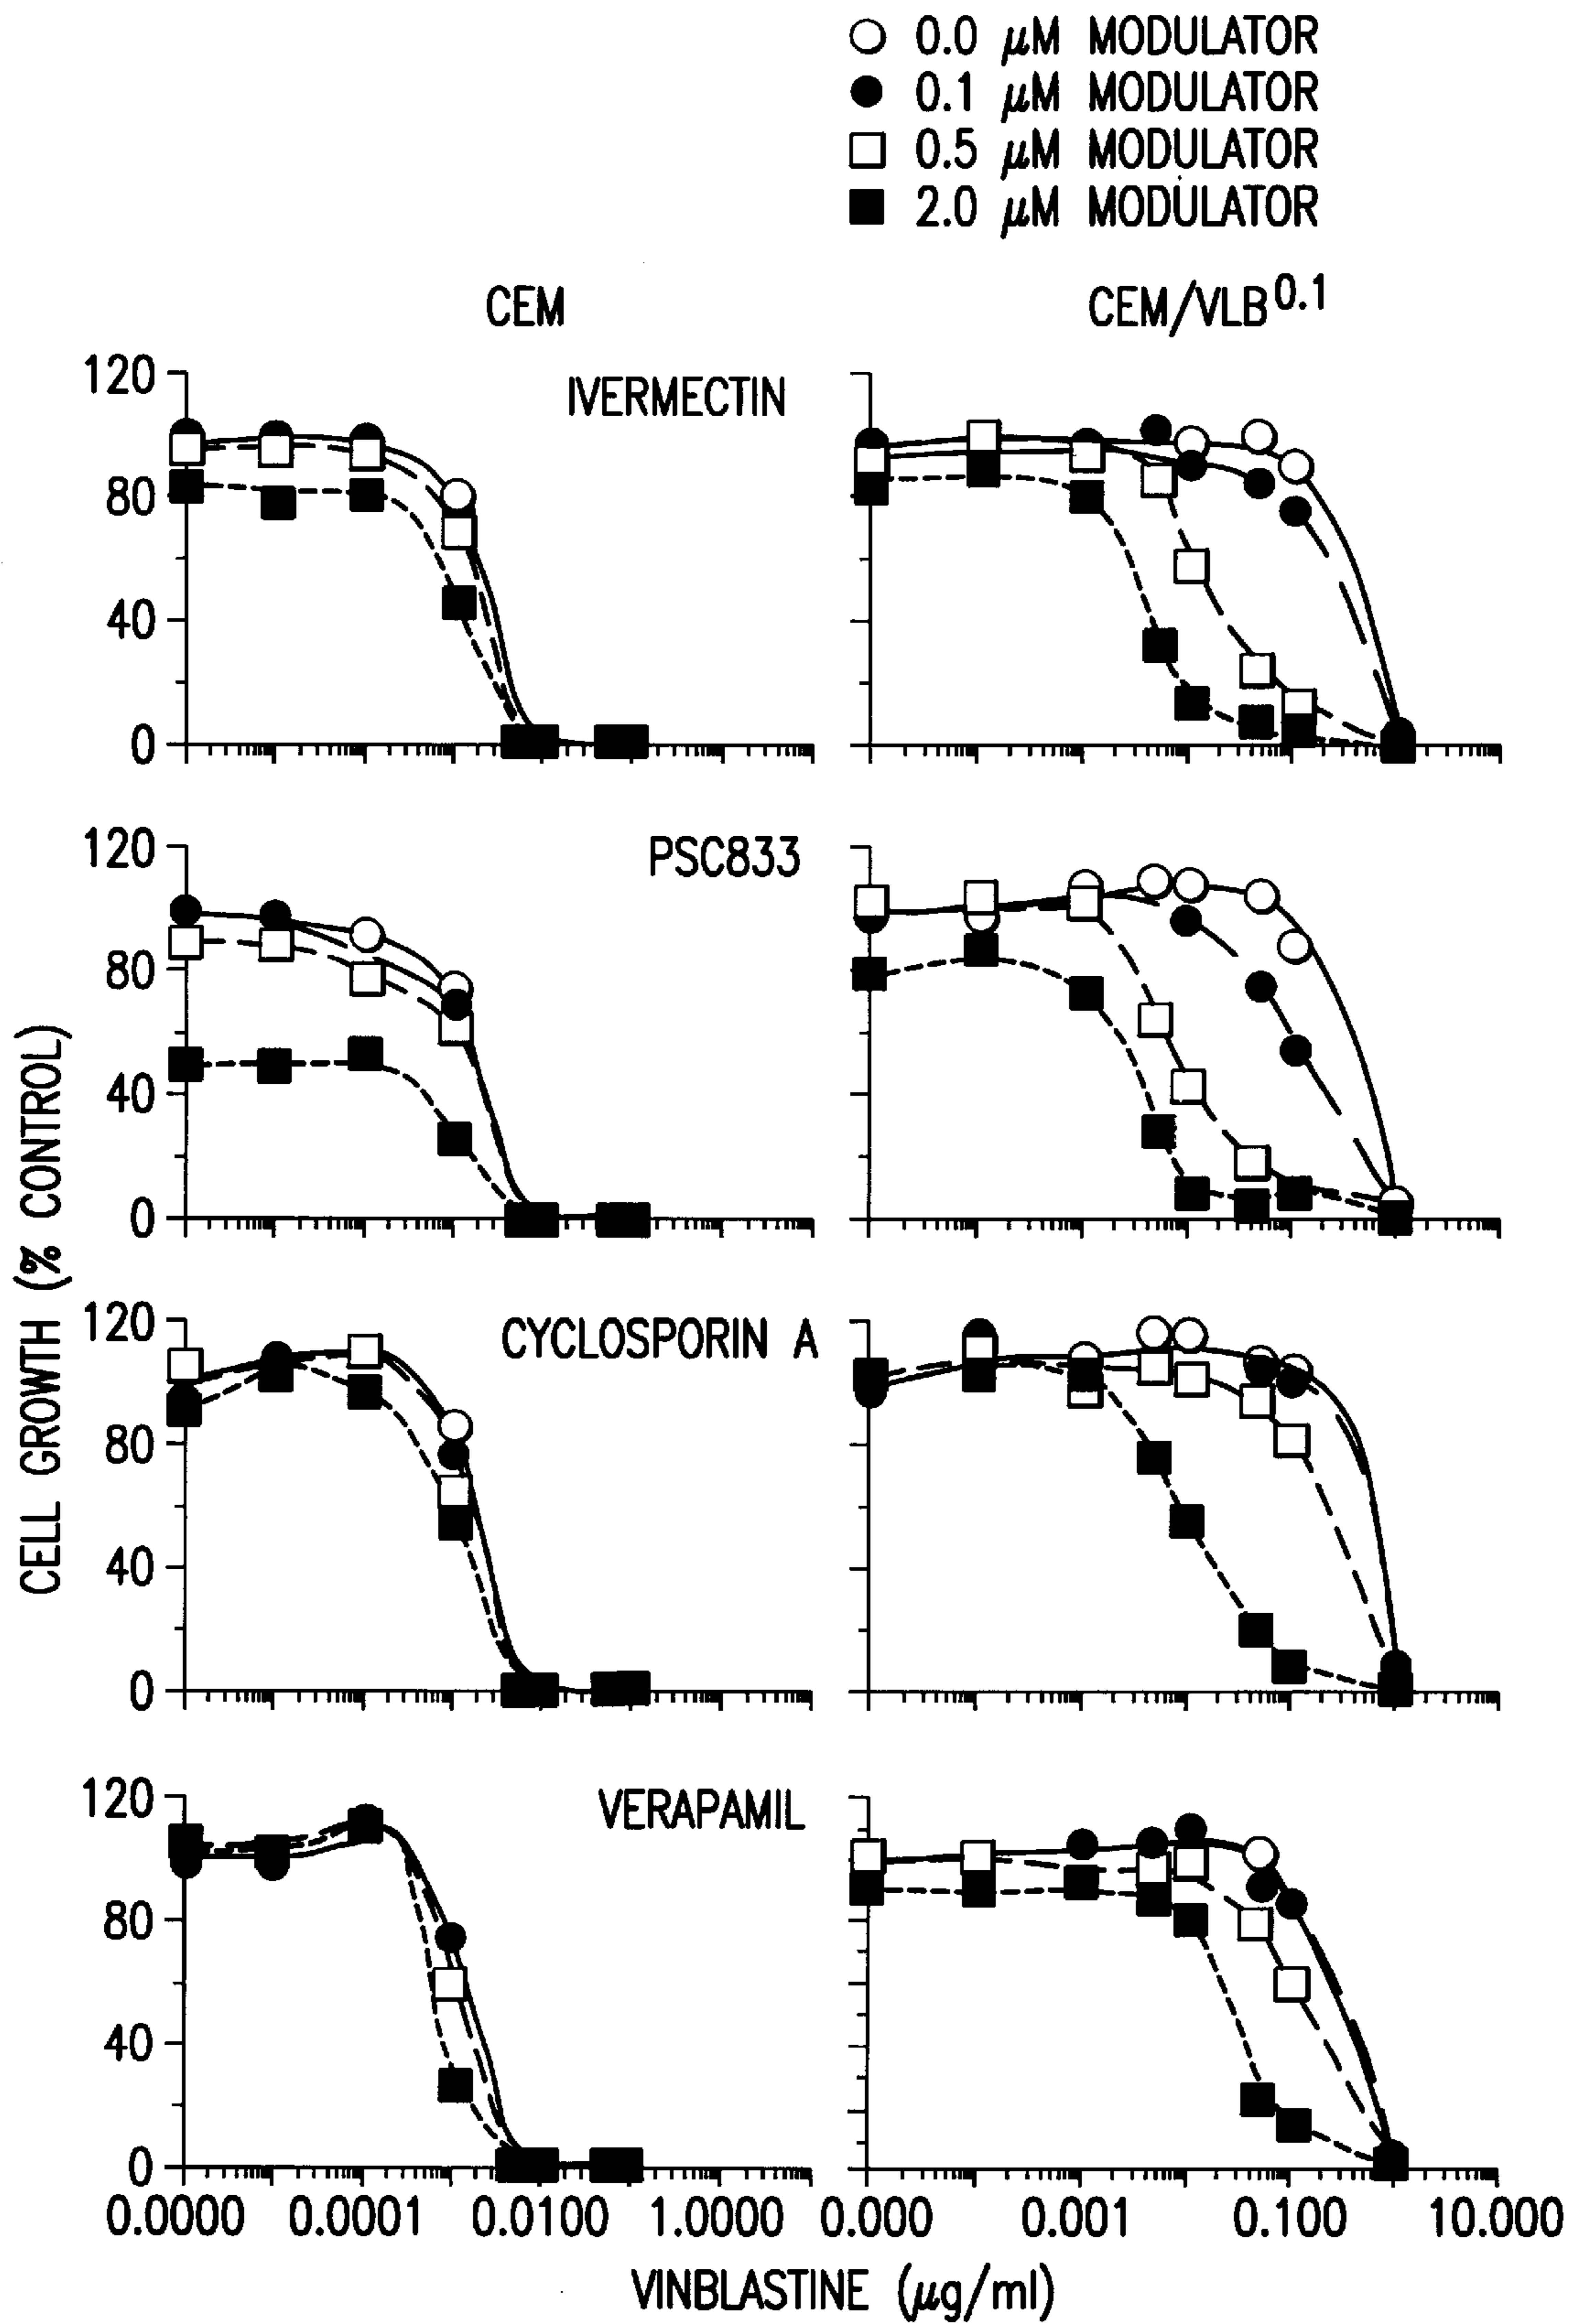 0.0 μM MODULATOR
0.1 μM MODULATOR
0.5 μM MODULATOR
2.0 μM MODULATOR
CEM
CEM/VLB0.1
120
IVERMECTIN
80
40
0
120
PSC833
80
40
0
CELL GROWTH (% CONTROL)
120
CYCLOSPORIN A
80
40
0
120
VERAPAMIL
80
40
0
0.0000 0.0001 0.0100 1.0000 0.000 0.001 0.100 10.000
VINBLASTINE (μg/ml)